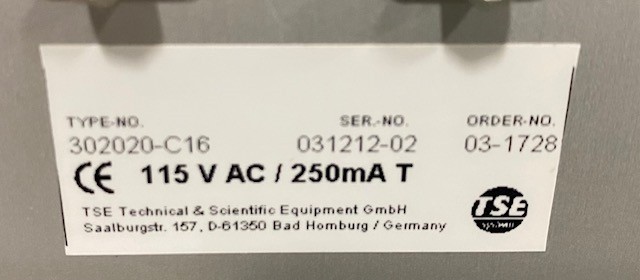 TYPE-NO. SER.-NO. ORDER-NO.
302020-C16 031212-02 03-1728
CE 115 V AC / 250mA T
TSE Technical & Scientific Equipment GmbH
Saalburgstr. 157, D-61350 Bad Homburg / Germany
TSE
systems